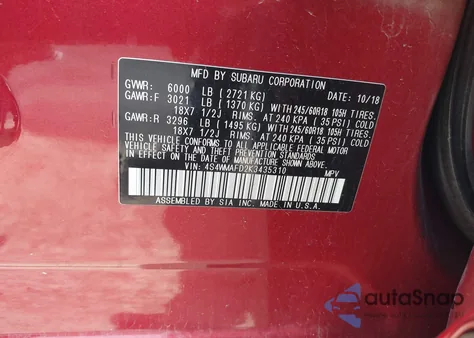 MFD BY SUBARU CORPORATION
GVWR: 6000 LB ( 2721 KG) DATE: 10/18
GAWR:F 3021 LB ( 1370 KG) WITH 245/60R18 105H TIRES.
18X7 1/2J RIMS. AT 240 KPA ( 35 PSI) COLD
GAWR:R 3296 LB ( 1495 KG) WITH 245/60R18 105H TIRES.
18X7 1/2J RIMS. AT 240 KPA ( 35 PSI) COLD
THIS VEHICLE CONFORMS TO ALL APPLICABLE FEDERAL MOTOR
VEHICLE SAFETY STANDARDS IN EFFECT ON THE
DATE OF MANUFACTURE SHOWN ABOVE.
VIN: 4S4WMAFD2K3435310 MPV
ASSEMBLED BY SIA INC. MADE IN U.S.A.
autoSnap